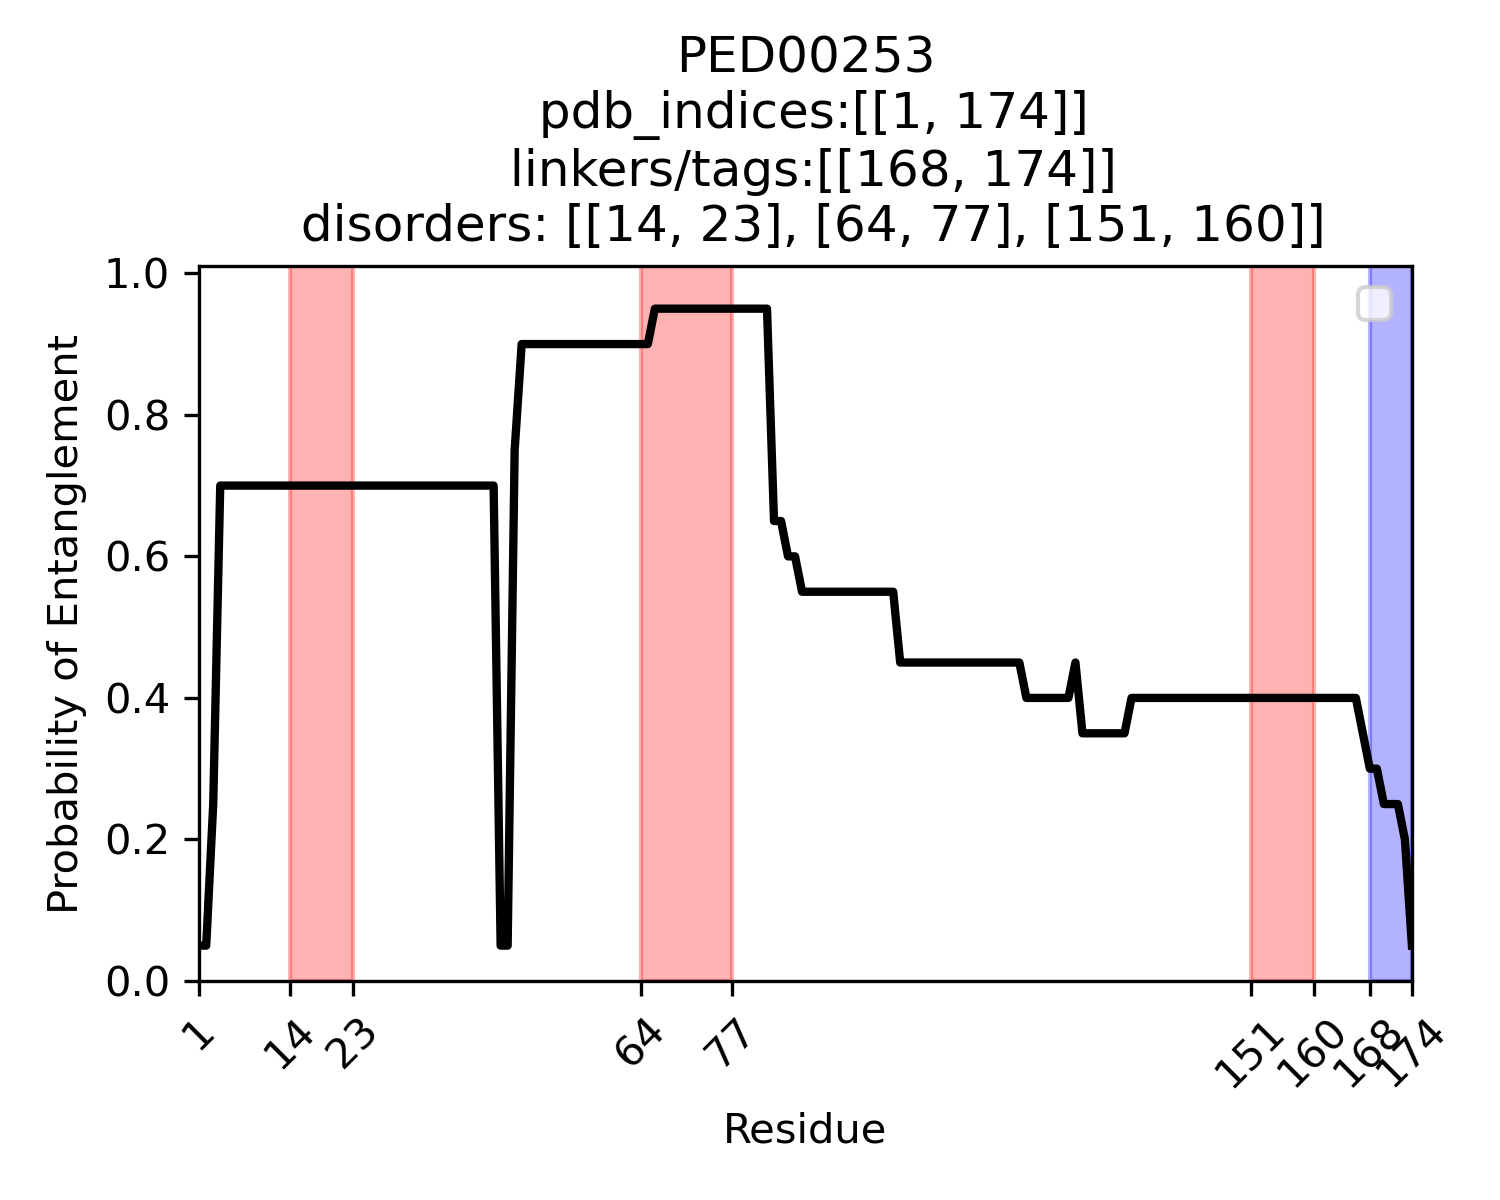 PED00253
pdb_indices:[[1, 174]]
linkers/tags:[[168, 174]]
disorders: [[14, 23], [64, 77], [151, 160]]
1.0
0.8
0.6
0.4
0.2
0.0
Probability of Entanglement
1
14
23
64
77
151
160
168
174
Residue